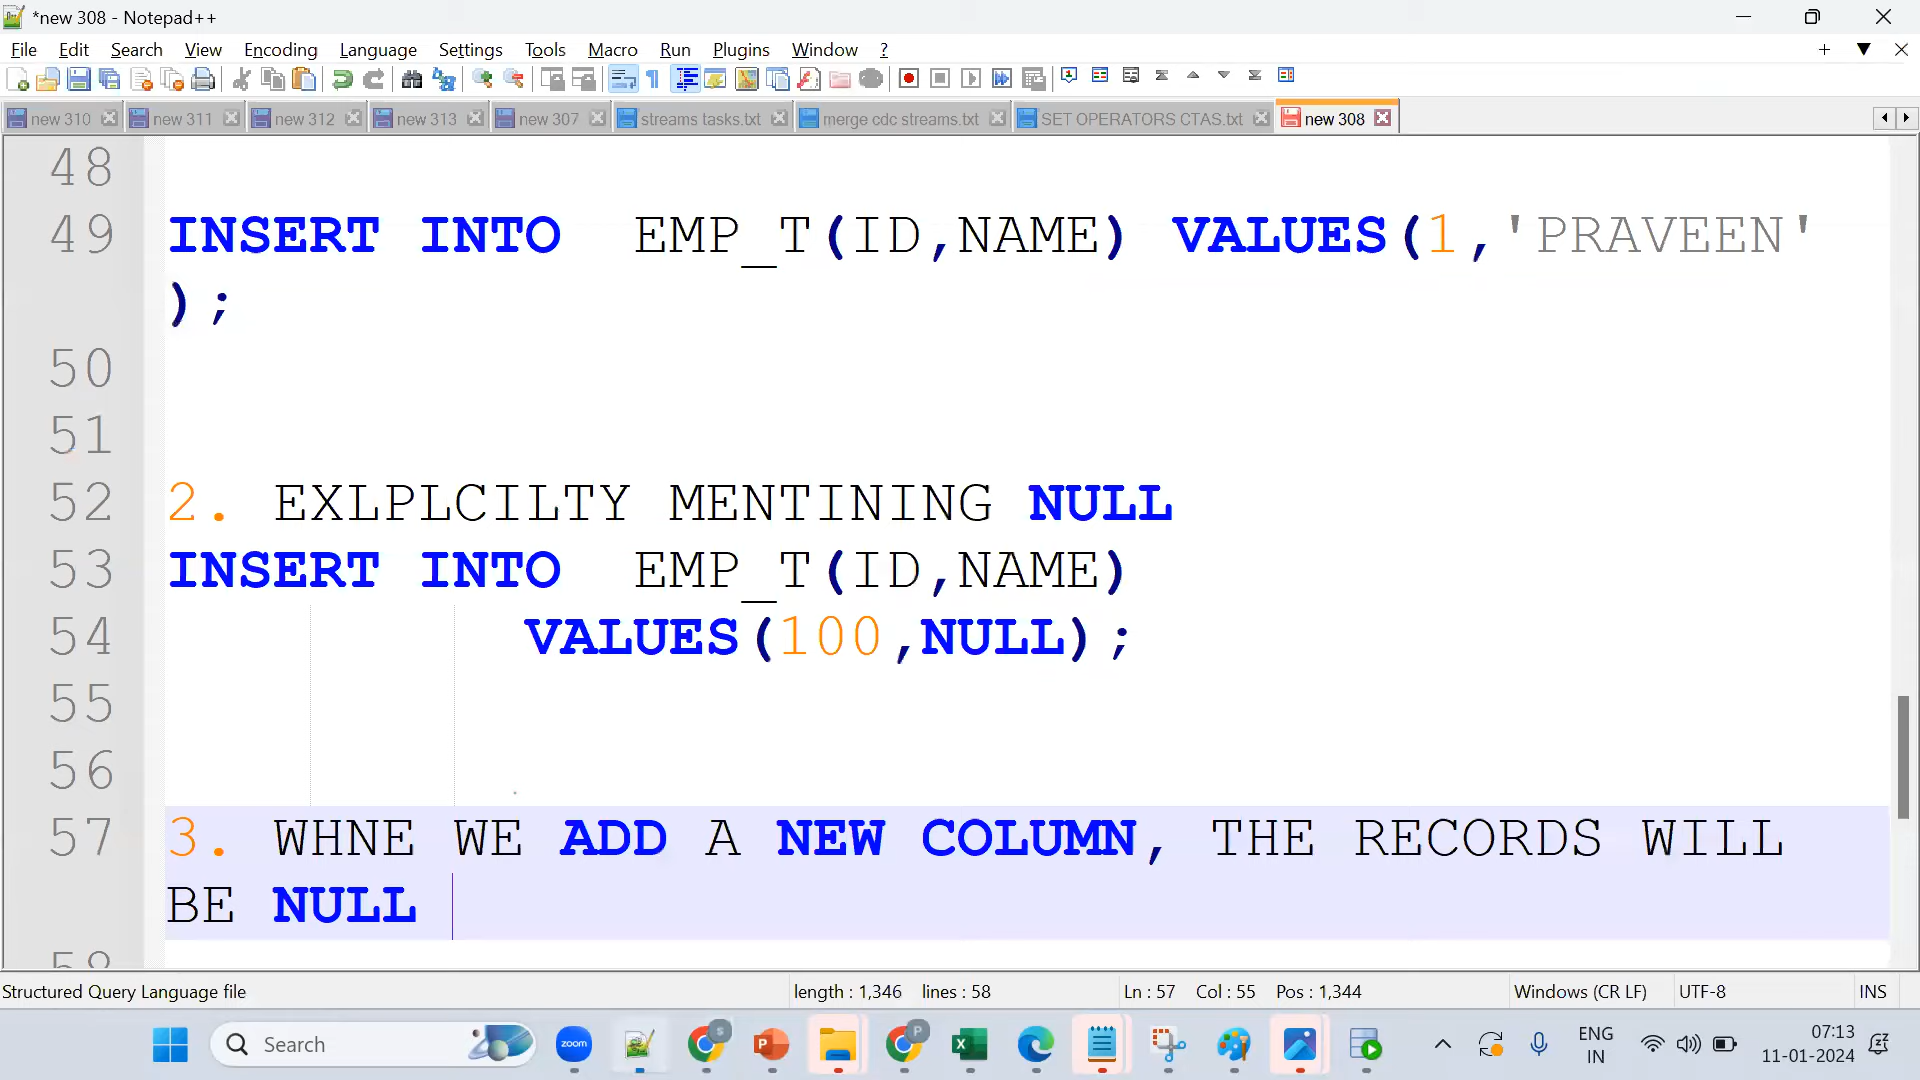 *new 308 - Notepad++
File Edit Search View Encoding Language Settings Tools Macro Run Plugins Window ?
new 310 new 311 new 312 new 313 new 307 streams tasks.txt merge cdc streams.txt SET OPERATORS CTAS.txt new 308
48
49 INSERT INTO EMP_T(ID,NAME) VALUES(1,'PRAVEEN'
);
50
51
52 2. EXLPLCILTY MENTINING NULL
53 INSERT INTO EMP_T(ID,NAME)
54 VALUES(100,NULL);
55
56
57 3. WHNE WE ADD A NEW COLUMN, THE RECORDS WILL
BE NULL
58
Structured Query Language file length : 1,346 lines : 58 Ln : 57 Col : 55 Pos : 1,344 Windows (CR LF) UTF-8 INS
Search zoom ENG 07:13
IN 11-01-2024